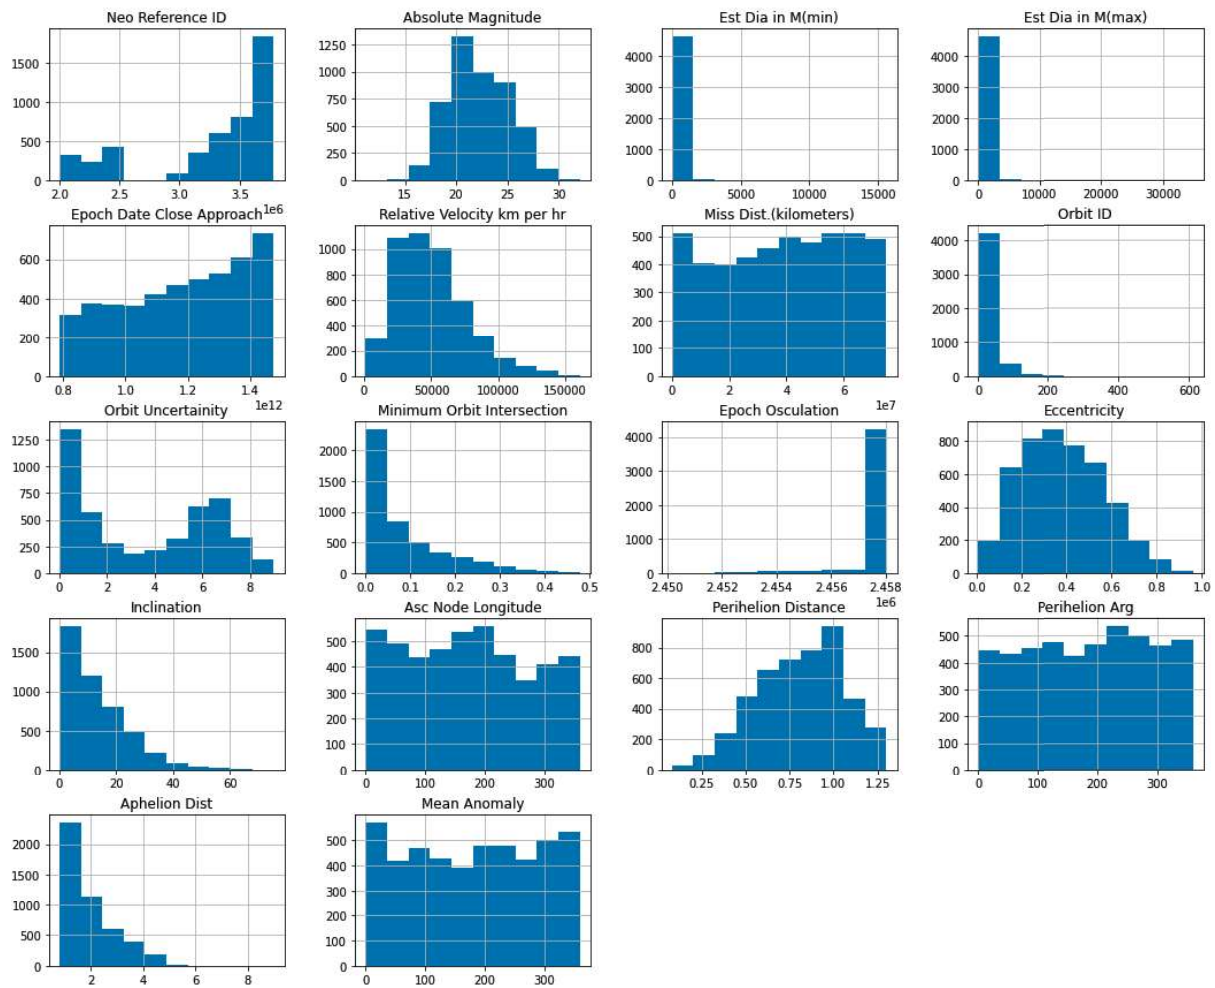 Neo Reference ID Absolute Magnitude Est Dia in M(min) Est Dia in M(max)
1500 1000 500 0
2.0 2.5 3.0 3.5
1e6
1250 1000 750 500 250 0
15 20 25 30
4000 3000 2000 1000 0
0 5000 10000 15000
4000 3000 2000 1000 0
0 10000 20000 30000
Epoch Date Close Approach Relative Velocity km per hr Miss Dist.(kilometers) Orbit ID
600 400 200 0
0.8 1.0 1.2 1.4
1e12
1000 800 600 400 200 0
0 50000 100000 150000
500 400 300 200 100 0
0 2 4 6
1e7
4000 3000 2000 1000 0
0 200 400 600
Orbit Uncertainity Minimum Orbit Intersection Epoch Osculation Eccentricity
1250 1000 750 500 250 0
0 2 4 6 8
2000 1500 1000 500 0
0.0 0.1 0.2 0.3 0.4 0.5
4000 3000 2000 1000 0
2.450 2.452 2.454 2.456 2.458
1e6
800 600 400 200 0
0.0 0.2 0.4 0.6 0.8 1.0
Inclination Asc Node Longitude Perihelion Distance Perihelion Arg
1500 1000 500 0
0 20 40 60
500 400 300 200 100 0
0 100 200 300
800 600 400 200 0
0.25 0.50 0.75 1.00 1.25
500 400 300 200 100 0
0 100 200 300
Aphelion Dist Mean Anomaly
2000 1500 1000 500 0
2 4 6 8
500 400 300 200 100 0
0 100 200 300